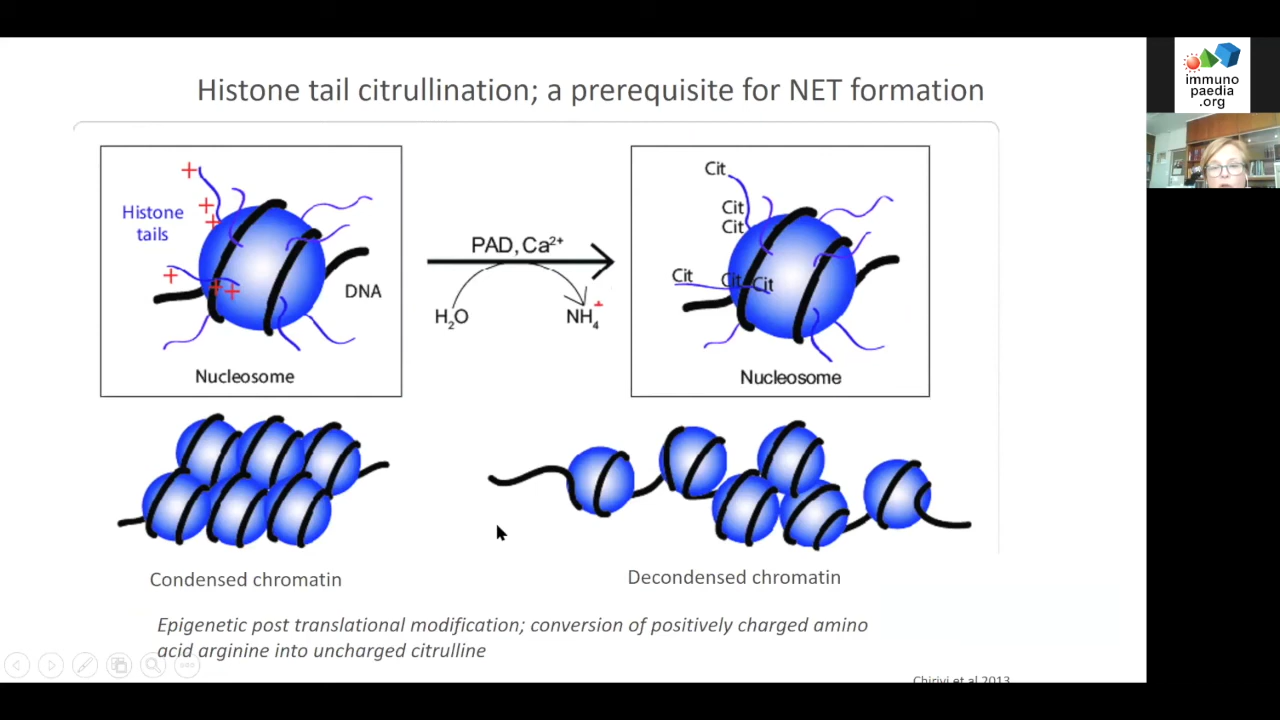 Histone tail citrullination; a prerequisite for NET formation
immuno
paedia
.org
+
+
+
Histone
tails
+
+
+
DNA
Nucleosome
PAD, Ca²⁺
H₂O
NH₄⁺
Cit
Cit
Cit
Cit
Cit
Cit
Nucleosome
Condensed chromatin
Decondensed chromatin
Epigenetic post translational modification; conversion of positively charged amino
acid arginine into uncharged citrulline
Chirivi et al 2013